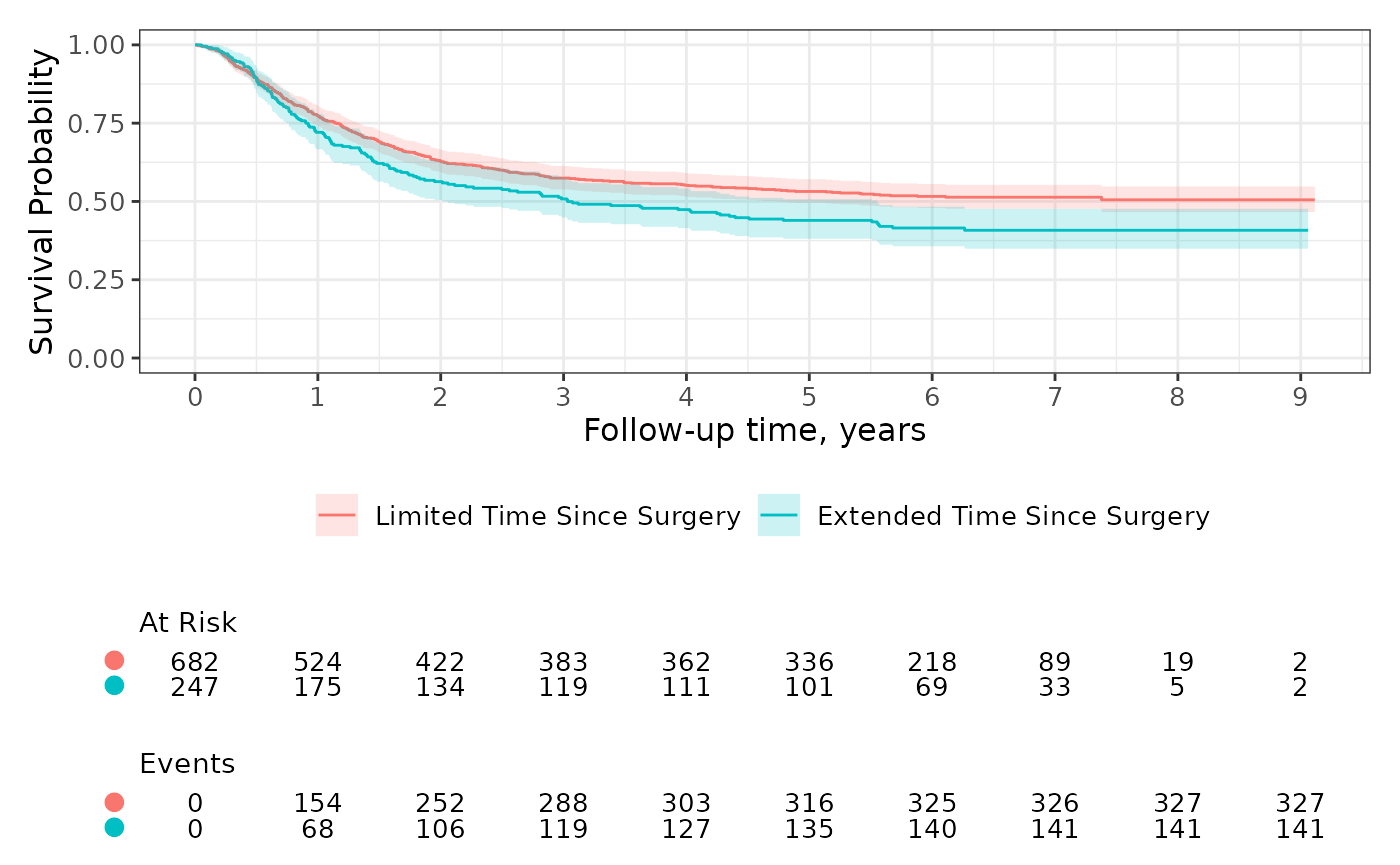 Survival Probability
1.00
0.75
0.50
0.25
0.00
0 1 2 3 4 5 6 7 8 9
Follow-up time, years
Limited Time Since Surgery Extended Time Since Surgery
At Risk
682 524 422 383 362 336 218 89 19 2
247 175 134 119 111 101 69 33 5 2
Events
0 154 252 288 303 316 325 326 327 327
0 68 106 119 127 135 140 141 141 141